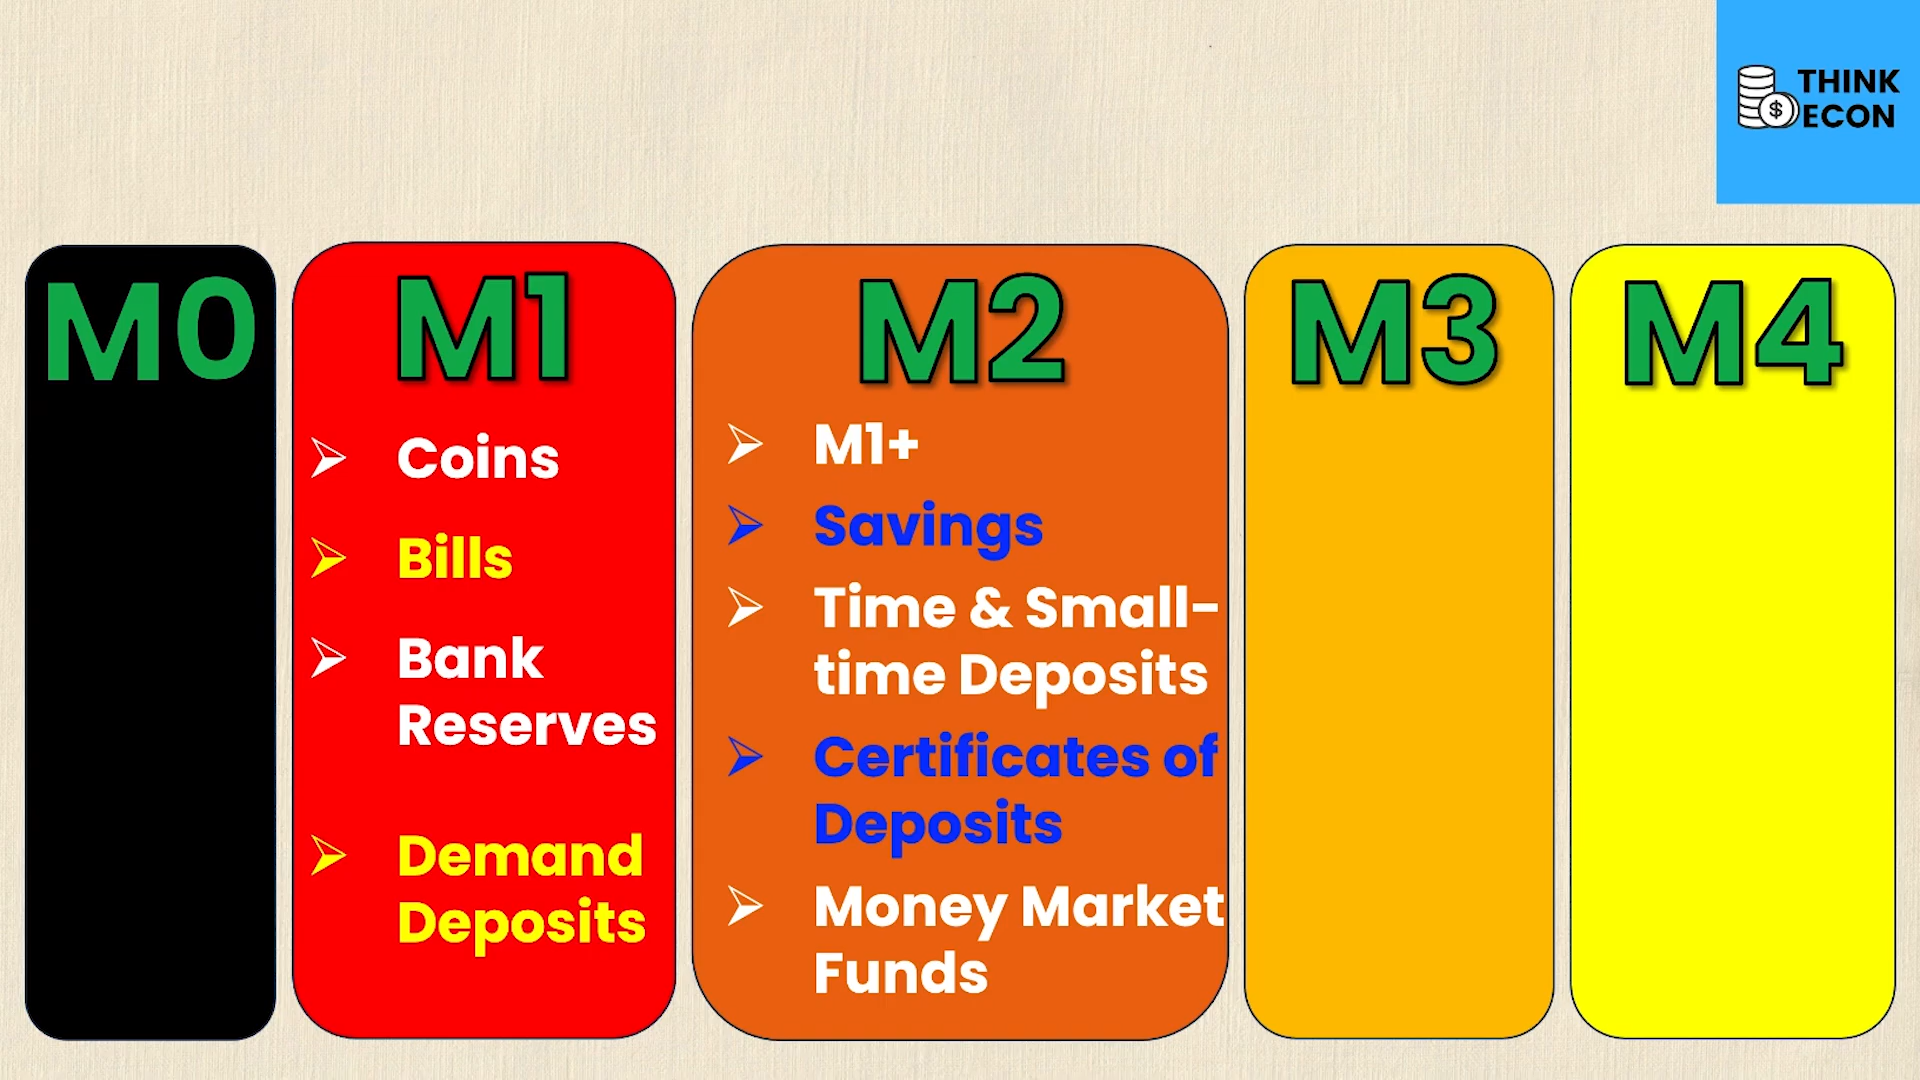 THINK
ECON
M0
M1
Coins
Bills
Bank
Reserves
Demand
Deposits
M2
M1+
Savings
Time & Small-
time Deposits
Certificates of
Deposits
Money Market
Funds
M3
M4